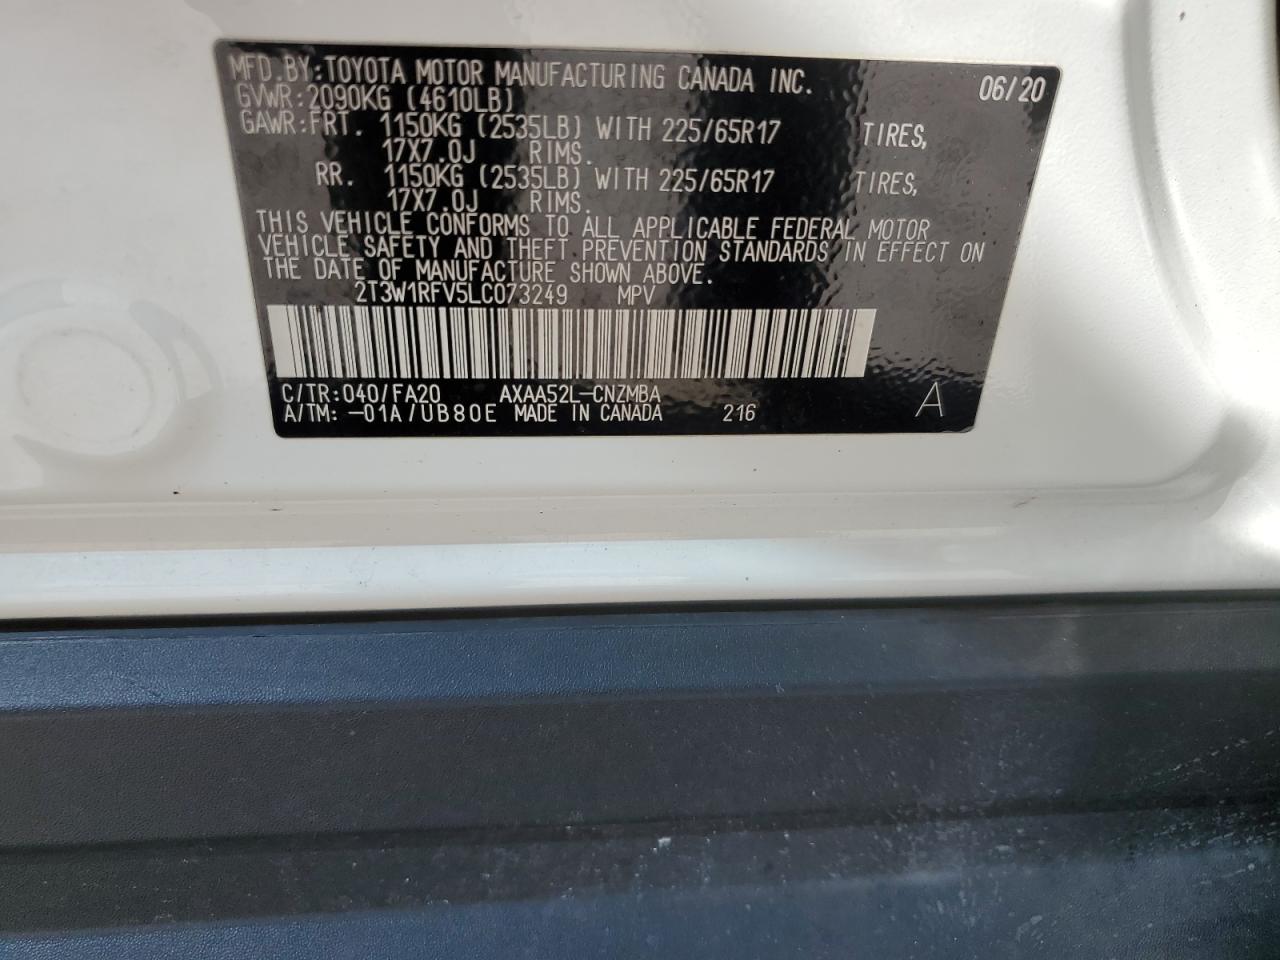 MFD.BY:TOYOTA MOTOR MANUFACTURING CANADA INC. 06/20
GVWR:2090KG (4610LB)
GAWR:FRT. 1150KG (2535LB) WITH 225/65R17 TIRES,
17X7.0J RIMS.
RR. 1150KG (2535LB) WITH 225/65R17 TIRES,
17X7.0J RIMS.
THIS VEHICLE CONFORMS TO ALL APPLICABLE FEDERAL MOTOR
VEHICLE SAFETY AND THEFT PREVENTION STANDARDS IN EFFECT ON
THE DATE OF MANUFACTURE SHOWN ABOVE.
2T3W1RFV5LC073249 MPV
C/TR:040/FA20 AXAA52L-CNZMBA
A/TM: -01A/UB80E MADE IN CANADA 216 A